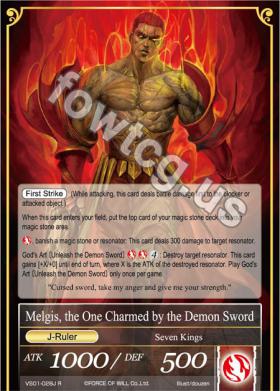 fowtcg.us
First Strike (While attacking, this card deals battle damage first to the blocker or
attacked object.)
When this card enters your field, put the top card of your magic stone deck into your
magic stone area.
, banish a magic stone or resonator: This card deals 300 damage to target resonator.
God's Art《Unleash the Demon Sword》 4 : Destroy target resonator. This card
gains [+X/+0] until end of turn, where X is the ATK of the destroyed resonator. Play God's
Art《Unleash the Demon Sword》only once per game.
"Cursed sword, take my anger and give me your strength."
Melgis, the One Charmed by the Demon Sword
J-Ruler Seven Kings
ATK 1000/ DEF 500
VS01-026J R ©FORCE OF WILL Co.,Ltd. Illust/douzen